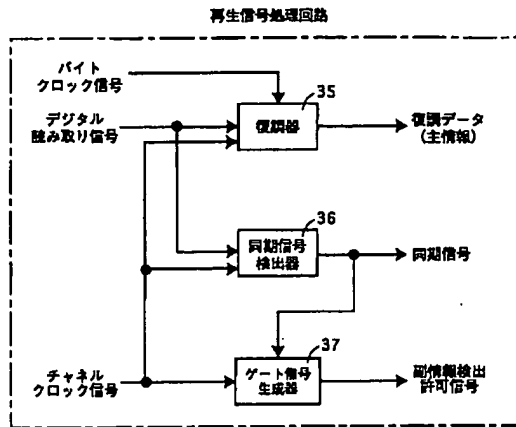 再生信号処理回路
バイト
クロック信号
35
デジタル
読み取り信号
復調器
復調データ
(主情報)
36
同期信号
検出器
同期信号
37
チャネル
クロック信号
ゲート信号
生成器
副情報検出
許可信号